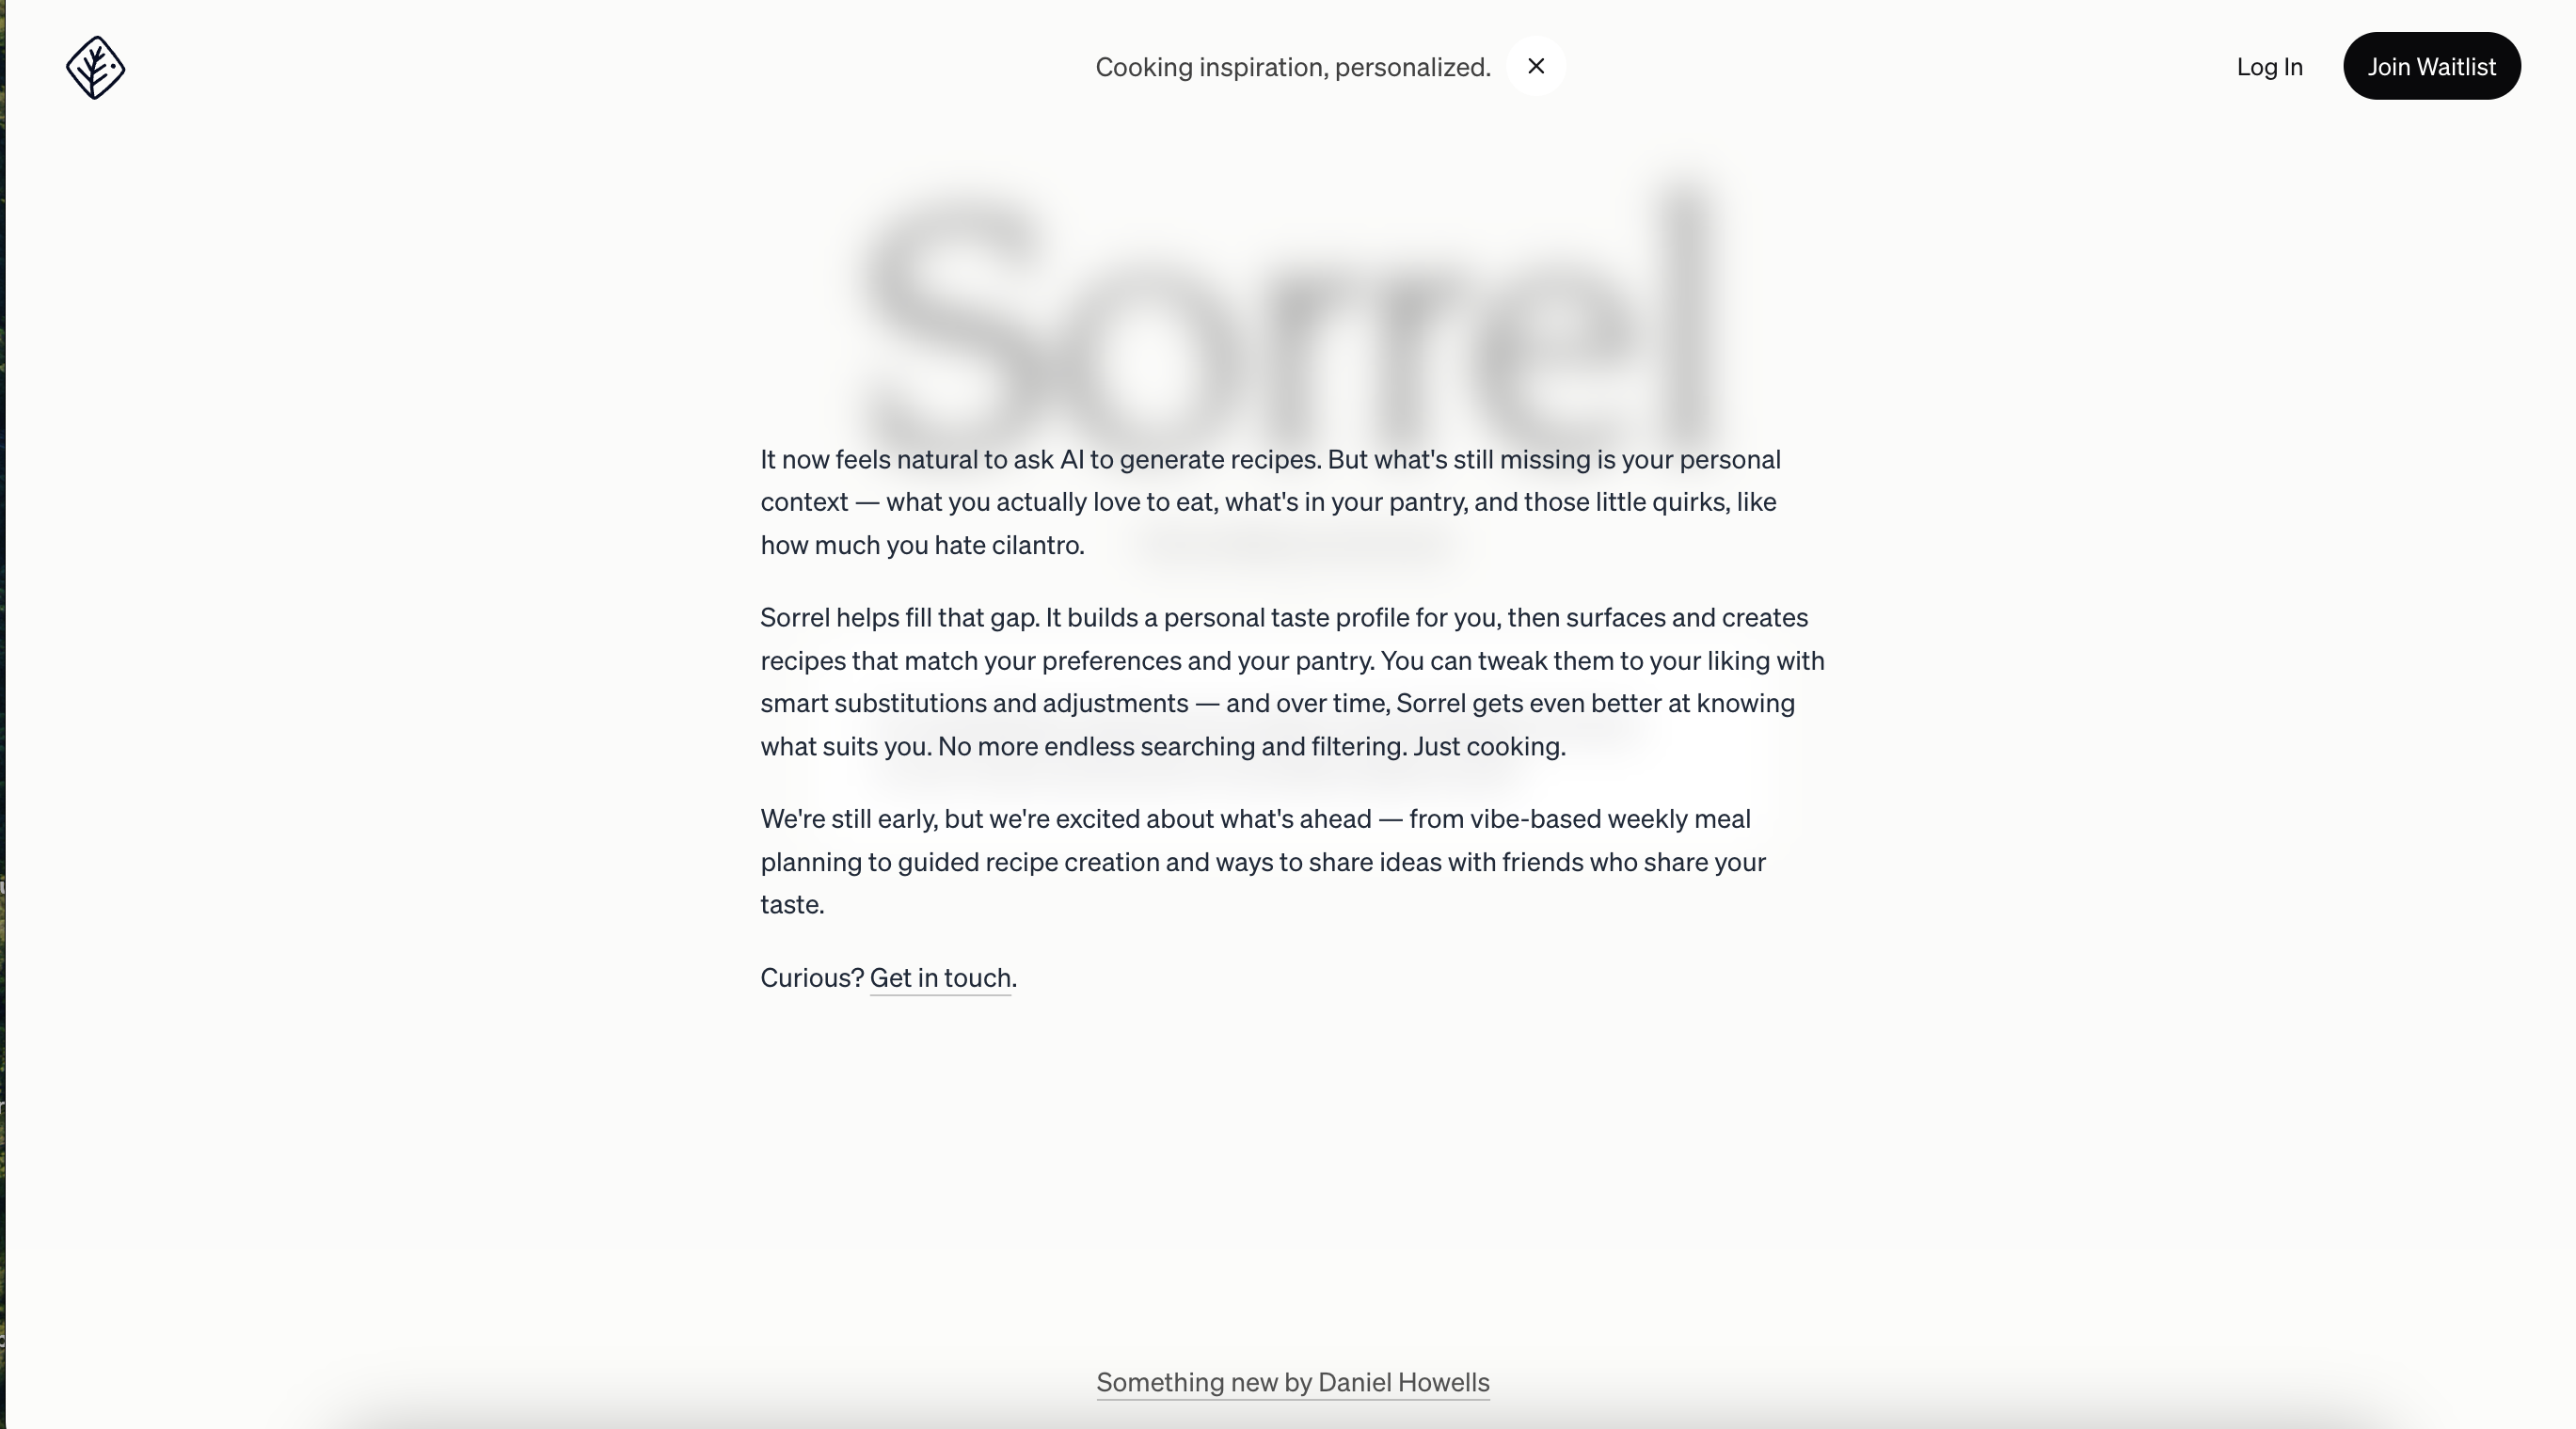 Cooking inspiration, personalized.
Log In
Join Waitlist
Sorrel
It now feels natural to ask AI to generate recipes. But what's still missing is your personal
context — what you actually love to eat, what's in your pantry, and those little quirks, like
how much you hate cilantro.
Sorrel helps fill that gap. It builds a personal taste profile for you, then surfaces and creates
recipes that match your preferences and your pantry. You can tweak them to your liking with
smart substitutions and adjustments — and over time, Sorrel gets even better at knowing
what suits you. No more endless searching and filtering. Just cooking.
We're still early, but we're excited about what's ahead — from vibe-based weekly meal
planning to guided recipe creation and ways to share ideas with friends who share your
taste.
Curious? Get in touch.
Something new by Daniel Howells